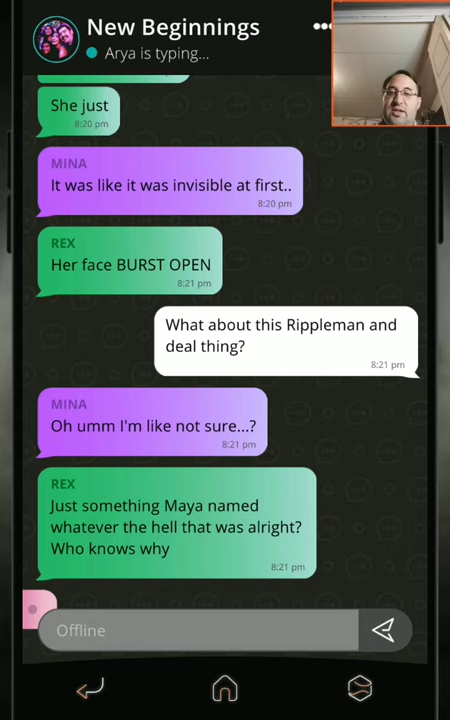 New Beginnings
Arya is typing...
She just
8:20 pm
MINA
It was like it was invisible at first..
8:20 pm
REX
Her face BURST OPEN
8:21 pm
What about this Rippleman and
deal thing?
8:21 pm
MINA
Oh umm I'm like not sure...?
8:21 pm
REX
Just something Maya named
whatever the hell that was alright?
Who knows why
8:21 pm
Offline